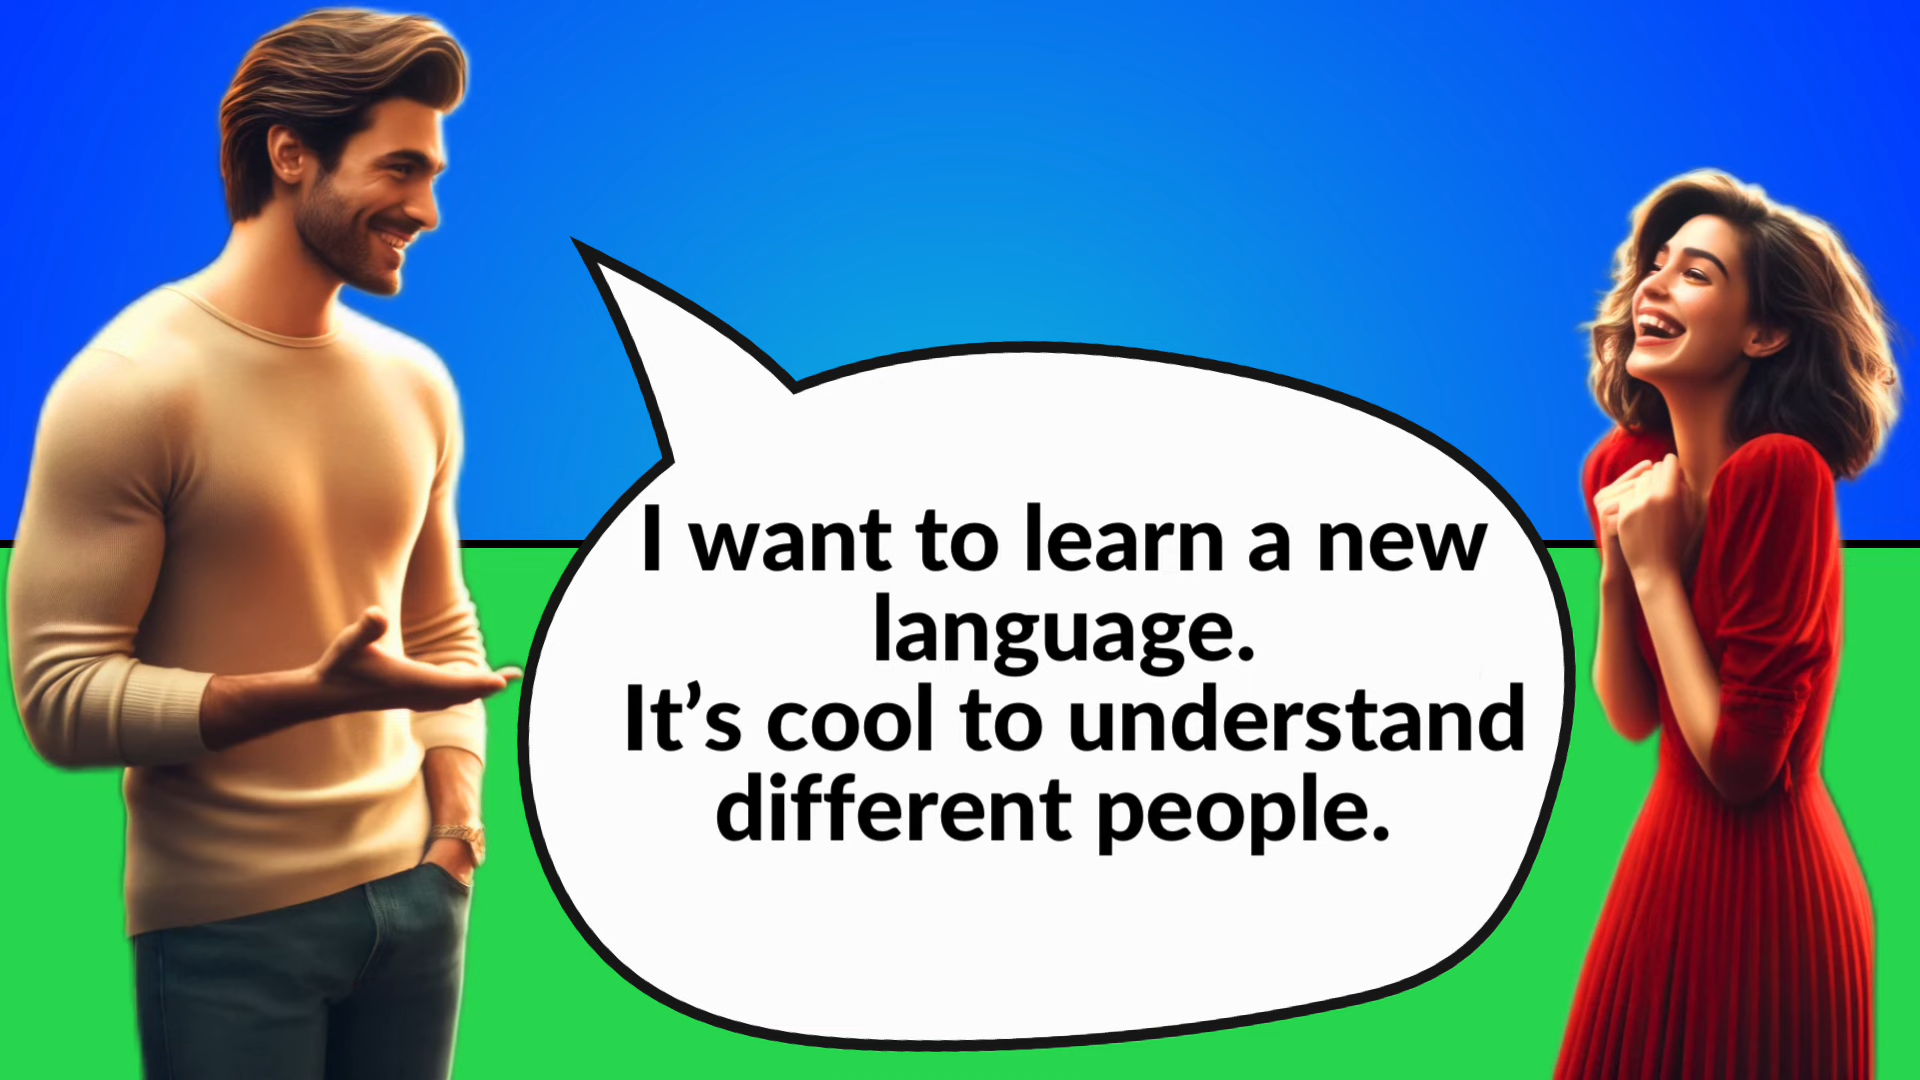 I want to learn a new
language.
It’s cool to understand
different people.